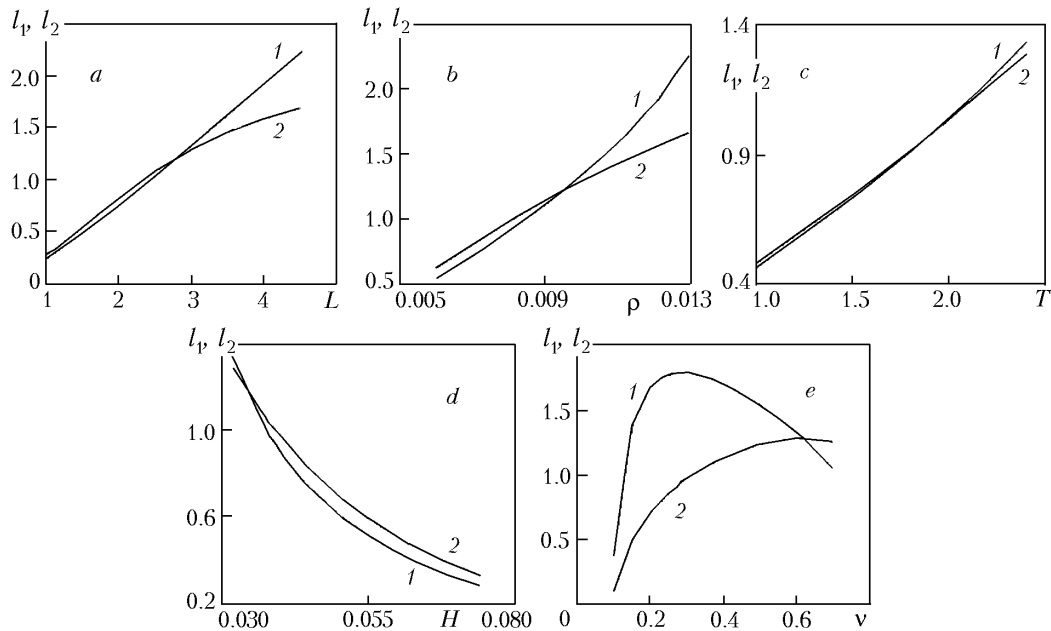 l₁, l₂
2.0
1.5
1.0
0.5
0
1 2 3 4 L
a
1
2
l₁, l₂
2.0
1.5
1.0
0.5
0.005 0.009 ρ 0.013
b
1
2
1.4
l₁, l₂
0.9
0.4
1.0 1.5 2.0 T
c
1
2
l₁, l₂
1.0
0.6
0.2
0.030 0.055 H 0.080
d
2
1
l₁, l₂
1.5
1.0
0.5
0 0.2 0.4 0.6 ν
e
1
2